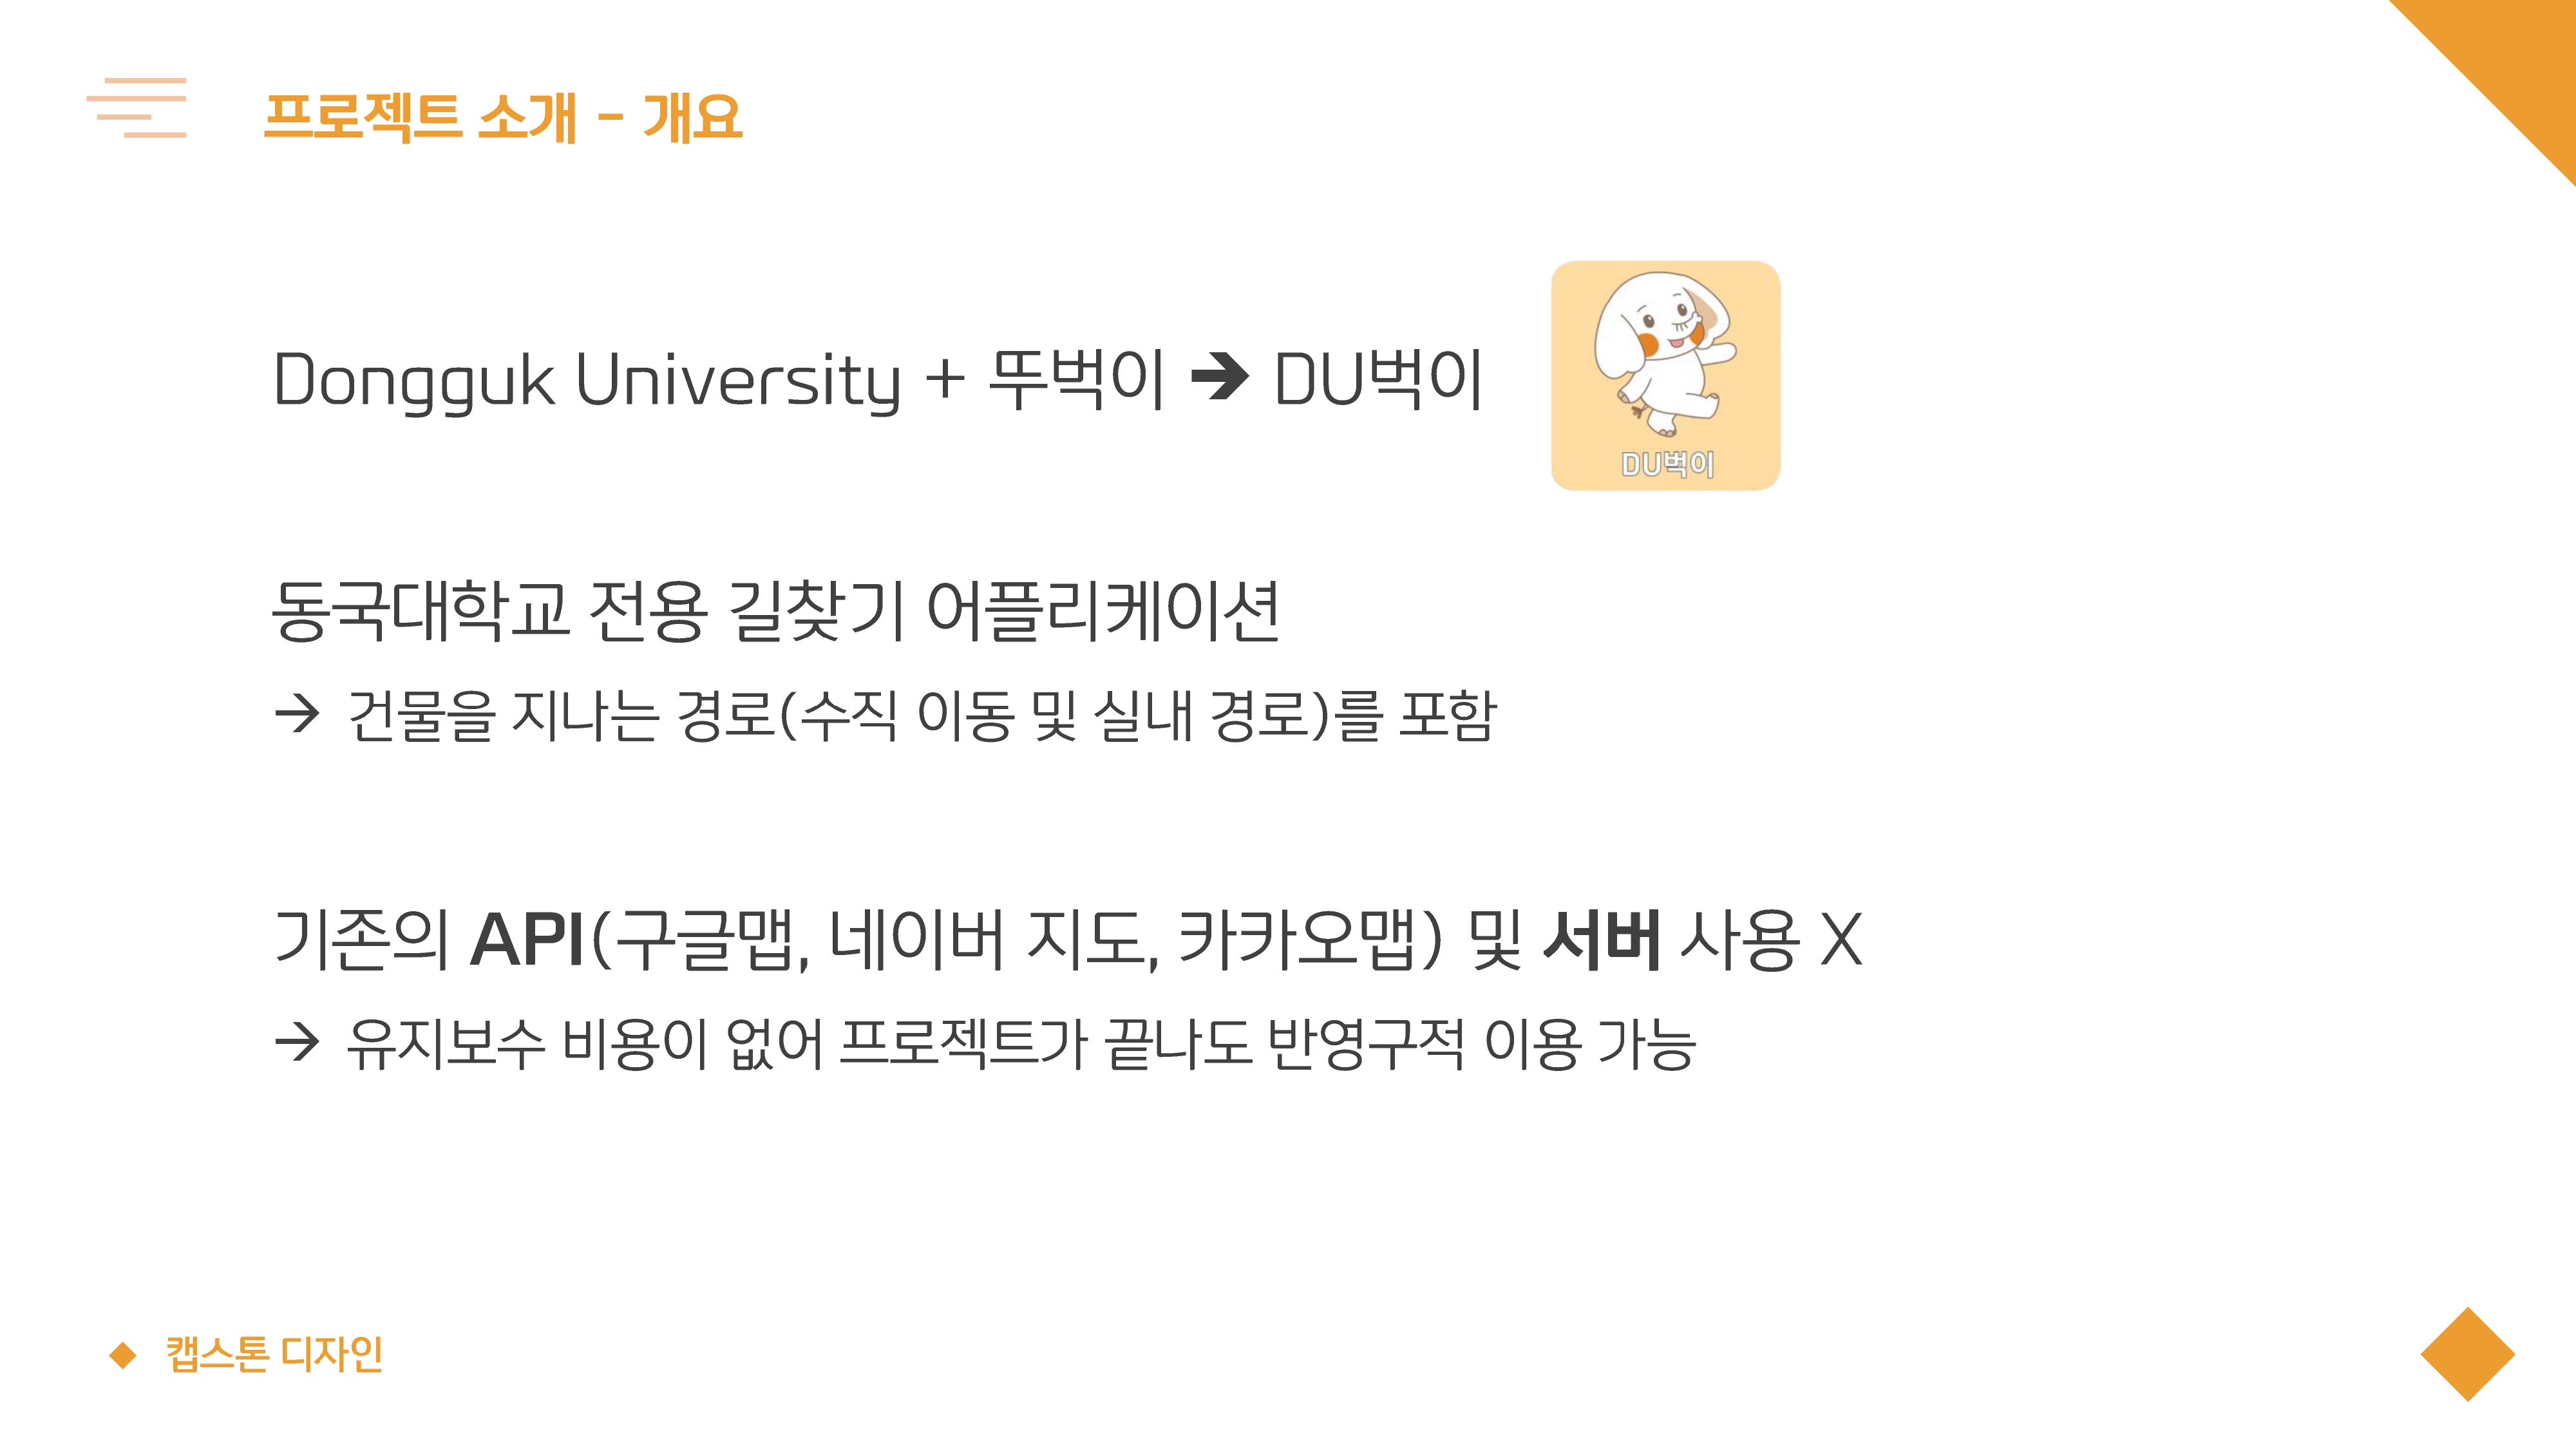 프로젝트 소개 - 개요
Dongguk University + 뚜벅이 → DU벅이
DU벅이
동국대학교 전용 길찾기 어플리케이션
→ 건물을 지나는 경로(수직 이동 및 실내 경로)를 포함
기존의 API(구글맵, 네이버 지도, 카카오맵) 및 서버 사용 X
→ 유지보수 비용이 없어 프로젝트가 끝나도 반영구적 이용 가능
◆ 캡스톤 디자인